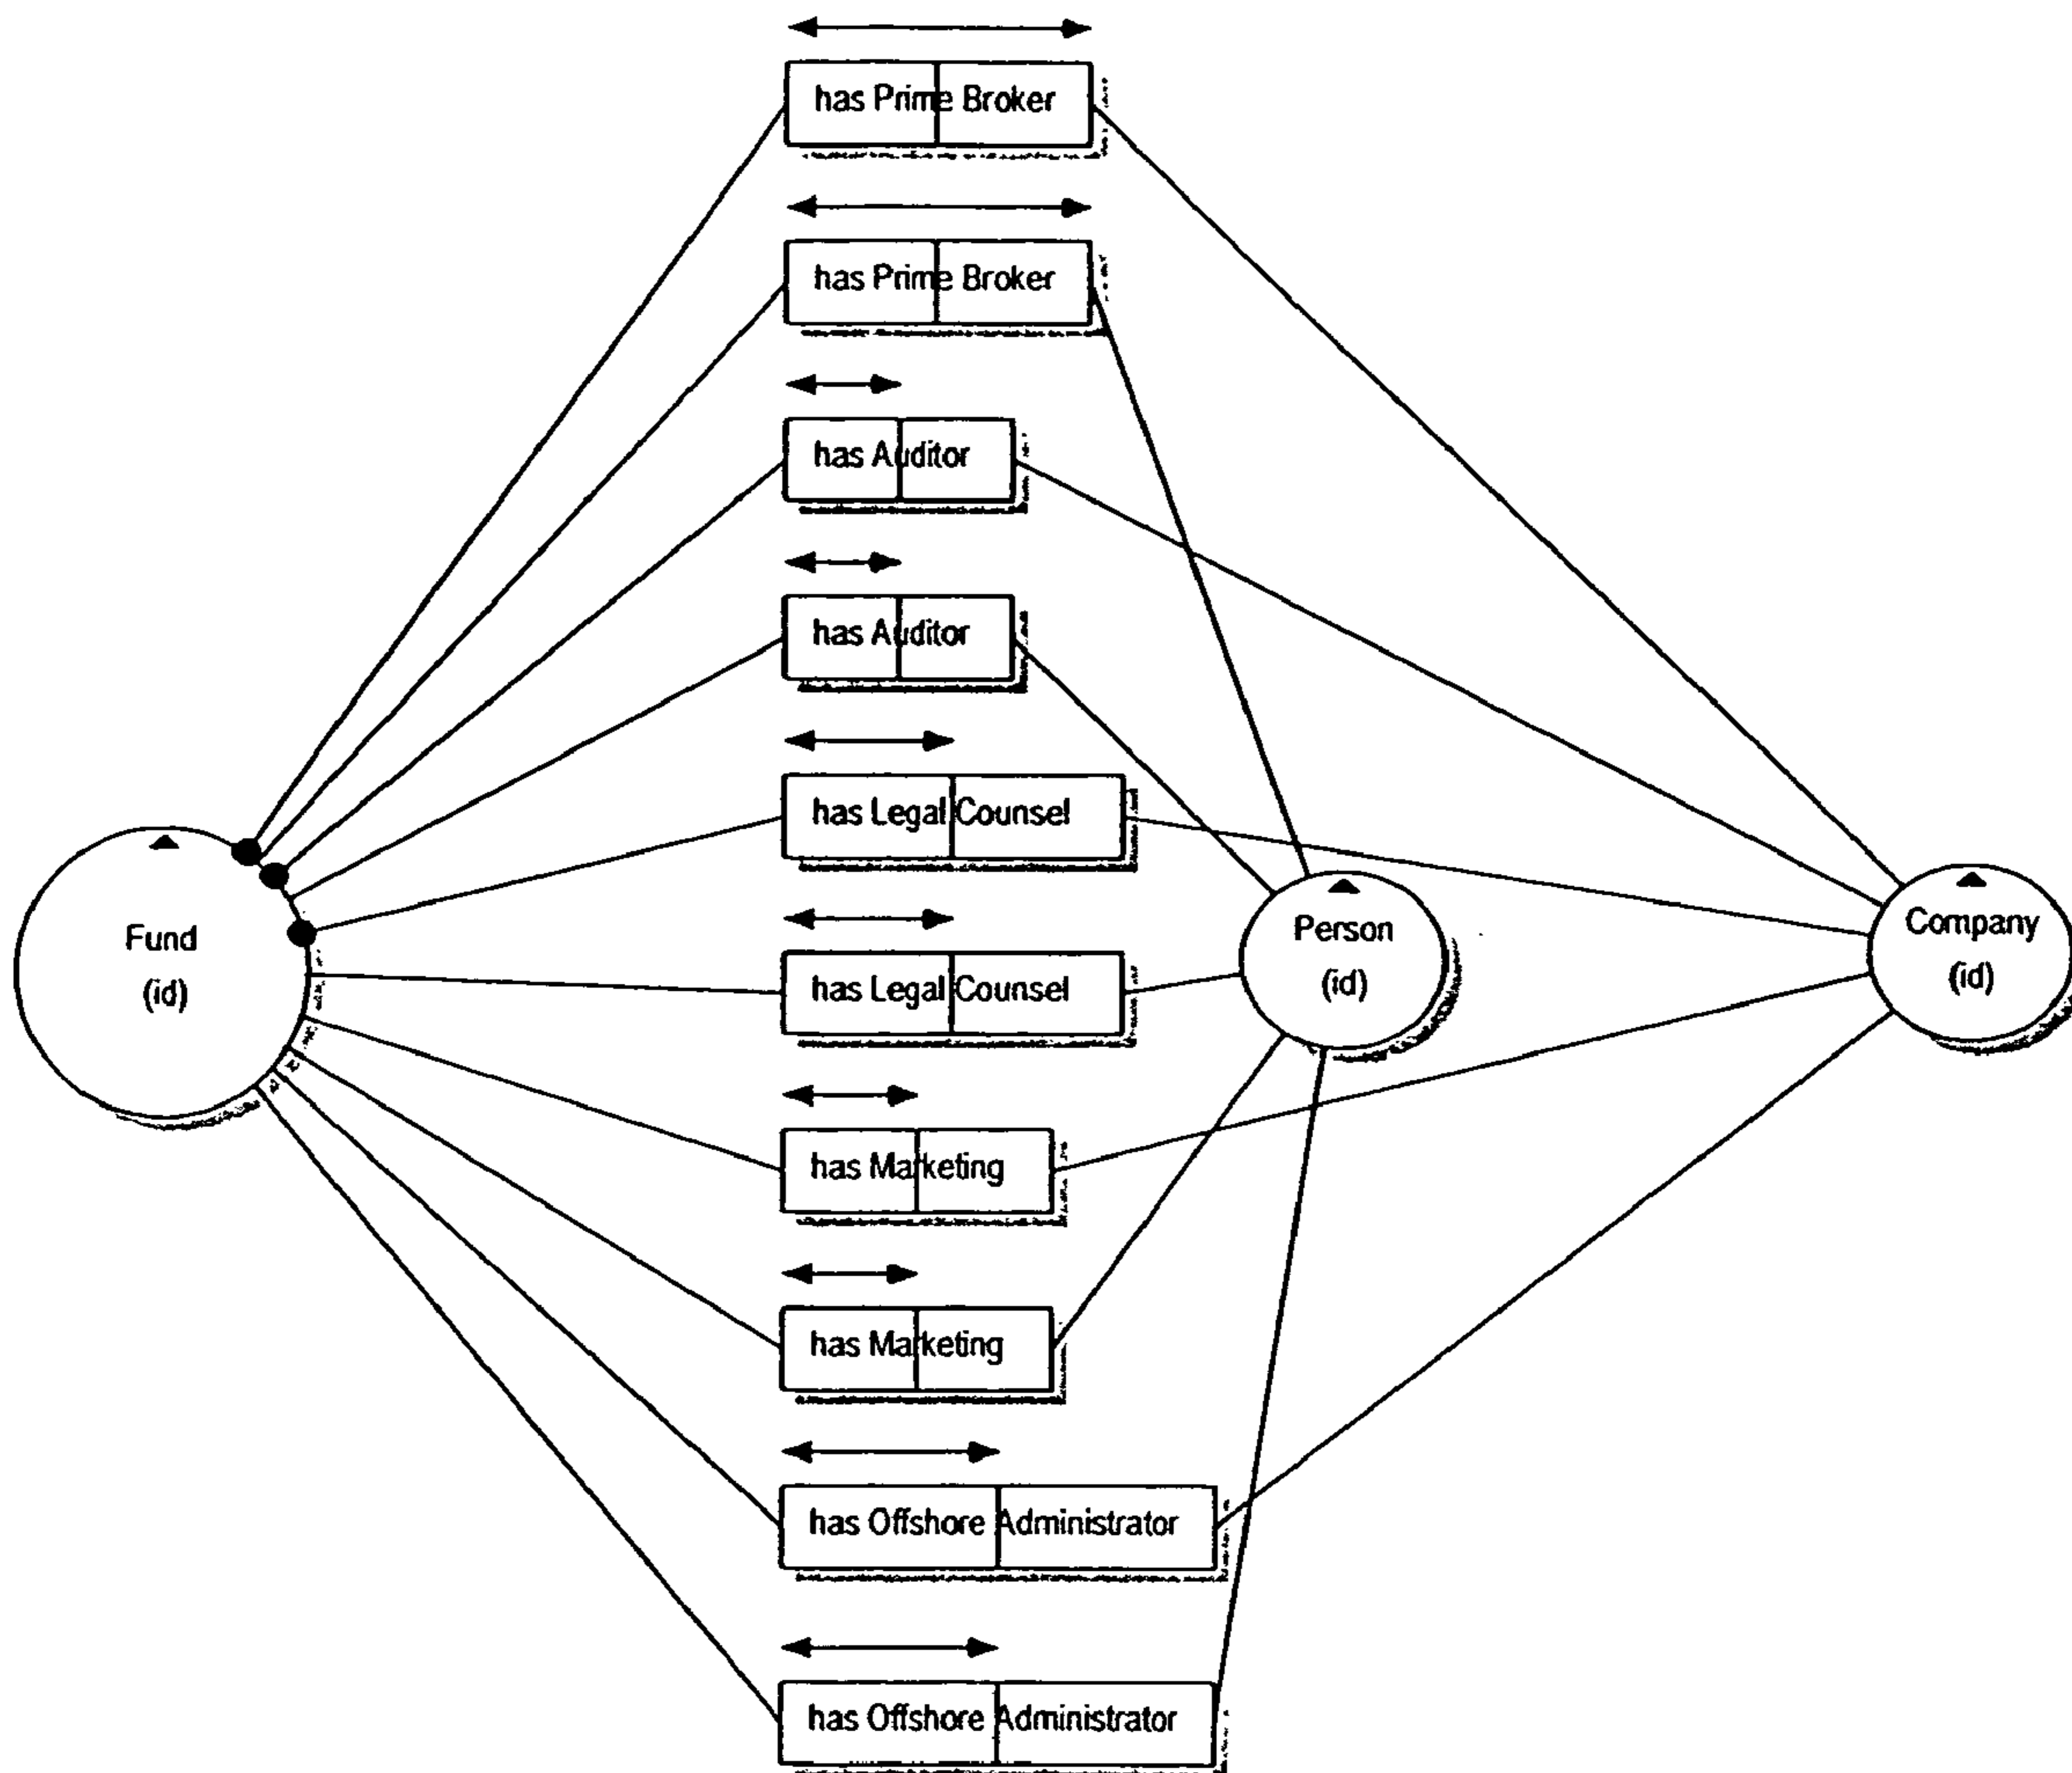 has Prime Broker
has Prime Broker
has Auditor
has Auditor
has Legal Counsel
Fund
(id)
Person
(id)
Company
(id)
has Legal Counsel
has Marketing
has Marketing
has Offshore Administrator
has Offshore Administrator